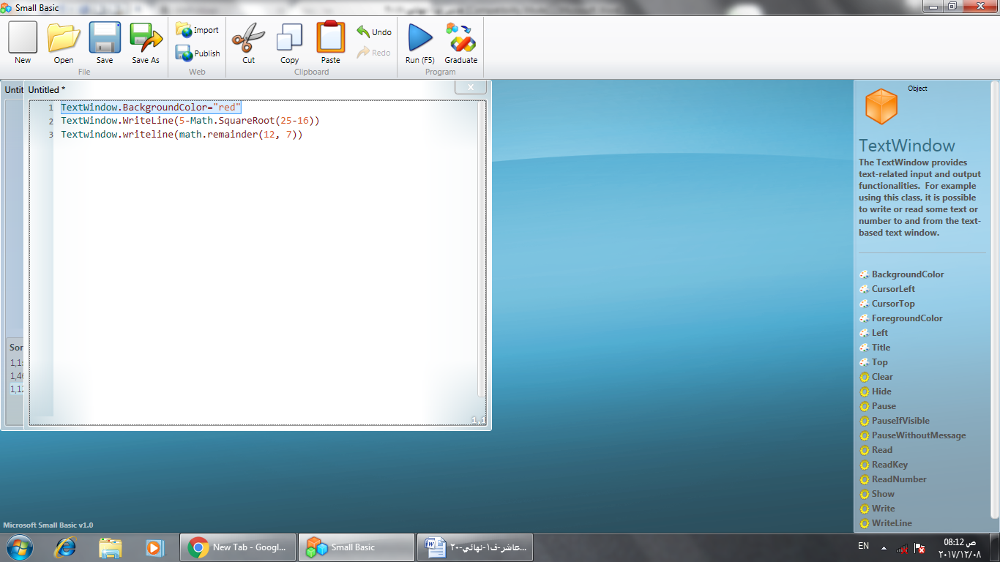 Small Basic
New
Open
Save
Save As
File
Import
Publish
Web
Cut
Copy
Paste
Undo
Redo
Clipboard
Run (F5)
Graduate
Program
Untit
Untitled *
1 TextWindow.BackgroundColor="red"
2 TextWindow.WriteLine(5-Math.SquareRoot(25-16))
3 Textwindow.writeline(math.remainder(12, 7))
1,1
Sor
1,1
1,46
1,12
Object
TextWindow
The TextWindow provides
text-related input and output
functionalities. For example
using this class, it is possible
to write or read some text or
number to and from the text-
based text window.
BackgroundColor
CursorLeft
CursorTop
ForegroundColor
Left
Title
Top
Clear
Hide
Pause
PauseIfVisible
PauseWithoutMessage
Read
ReadKey
ReadNumber
Show
Write
WriteLine
Microsoft Small Basic v1.0
New Tab - Googl...
Small Basic
عاشر-ف١-نهائي-٢٠...
EN
08:12 ص
٢٠١٧/١٢/٠٨